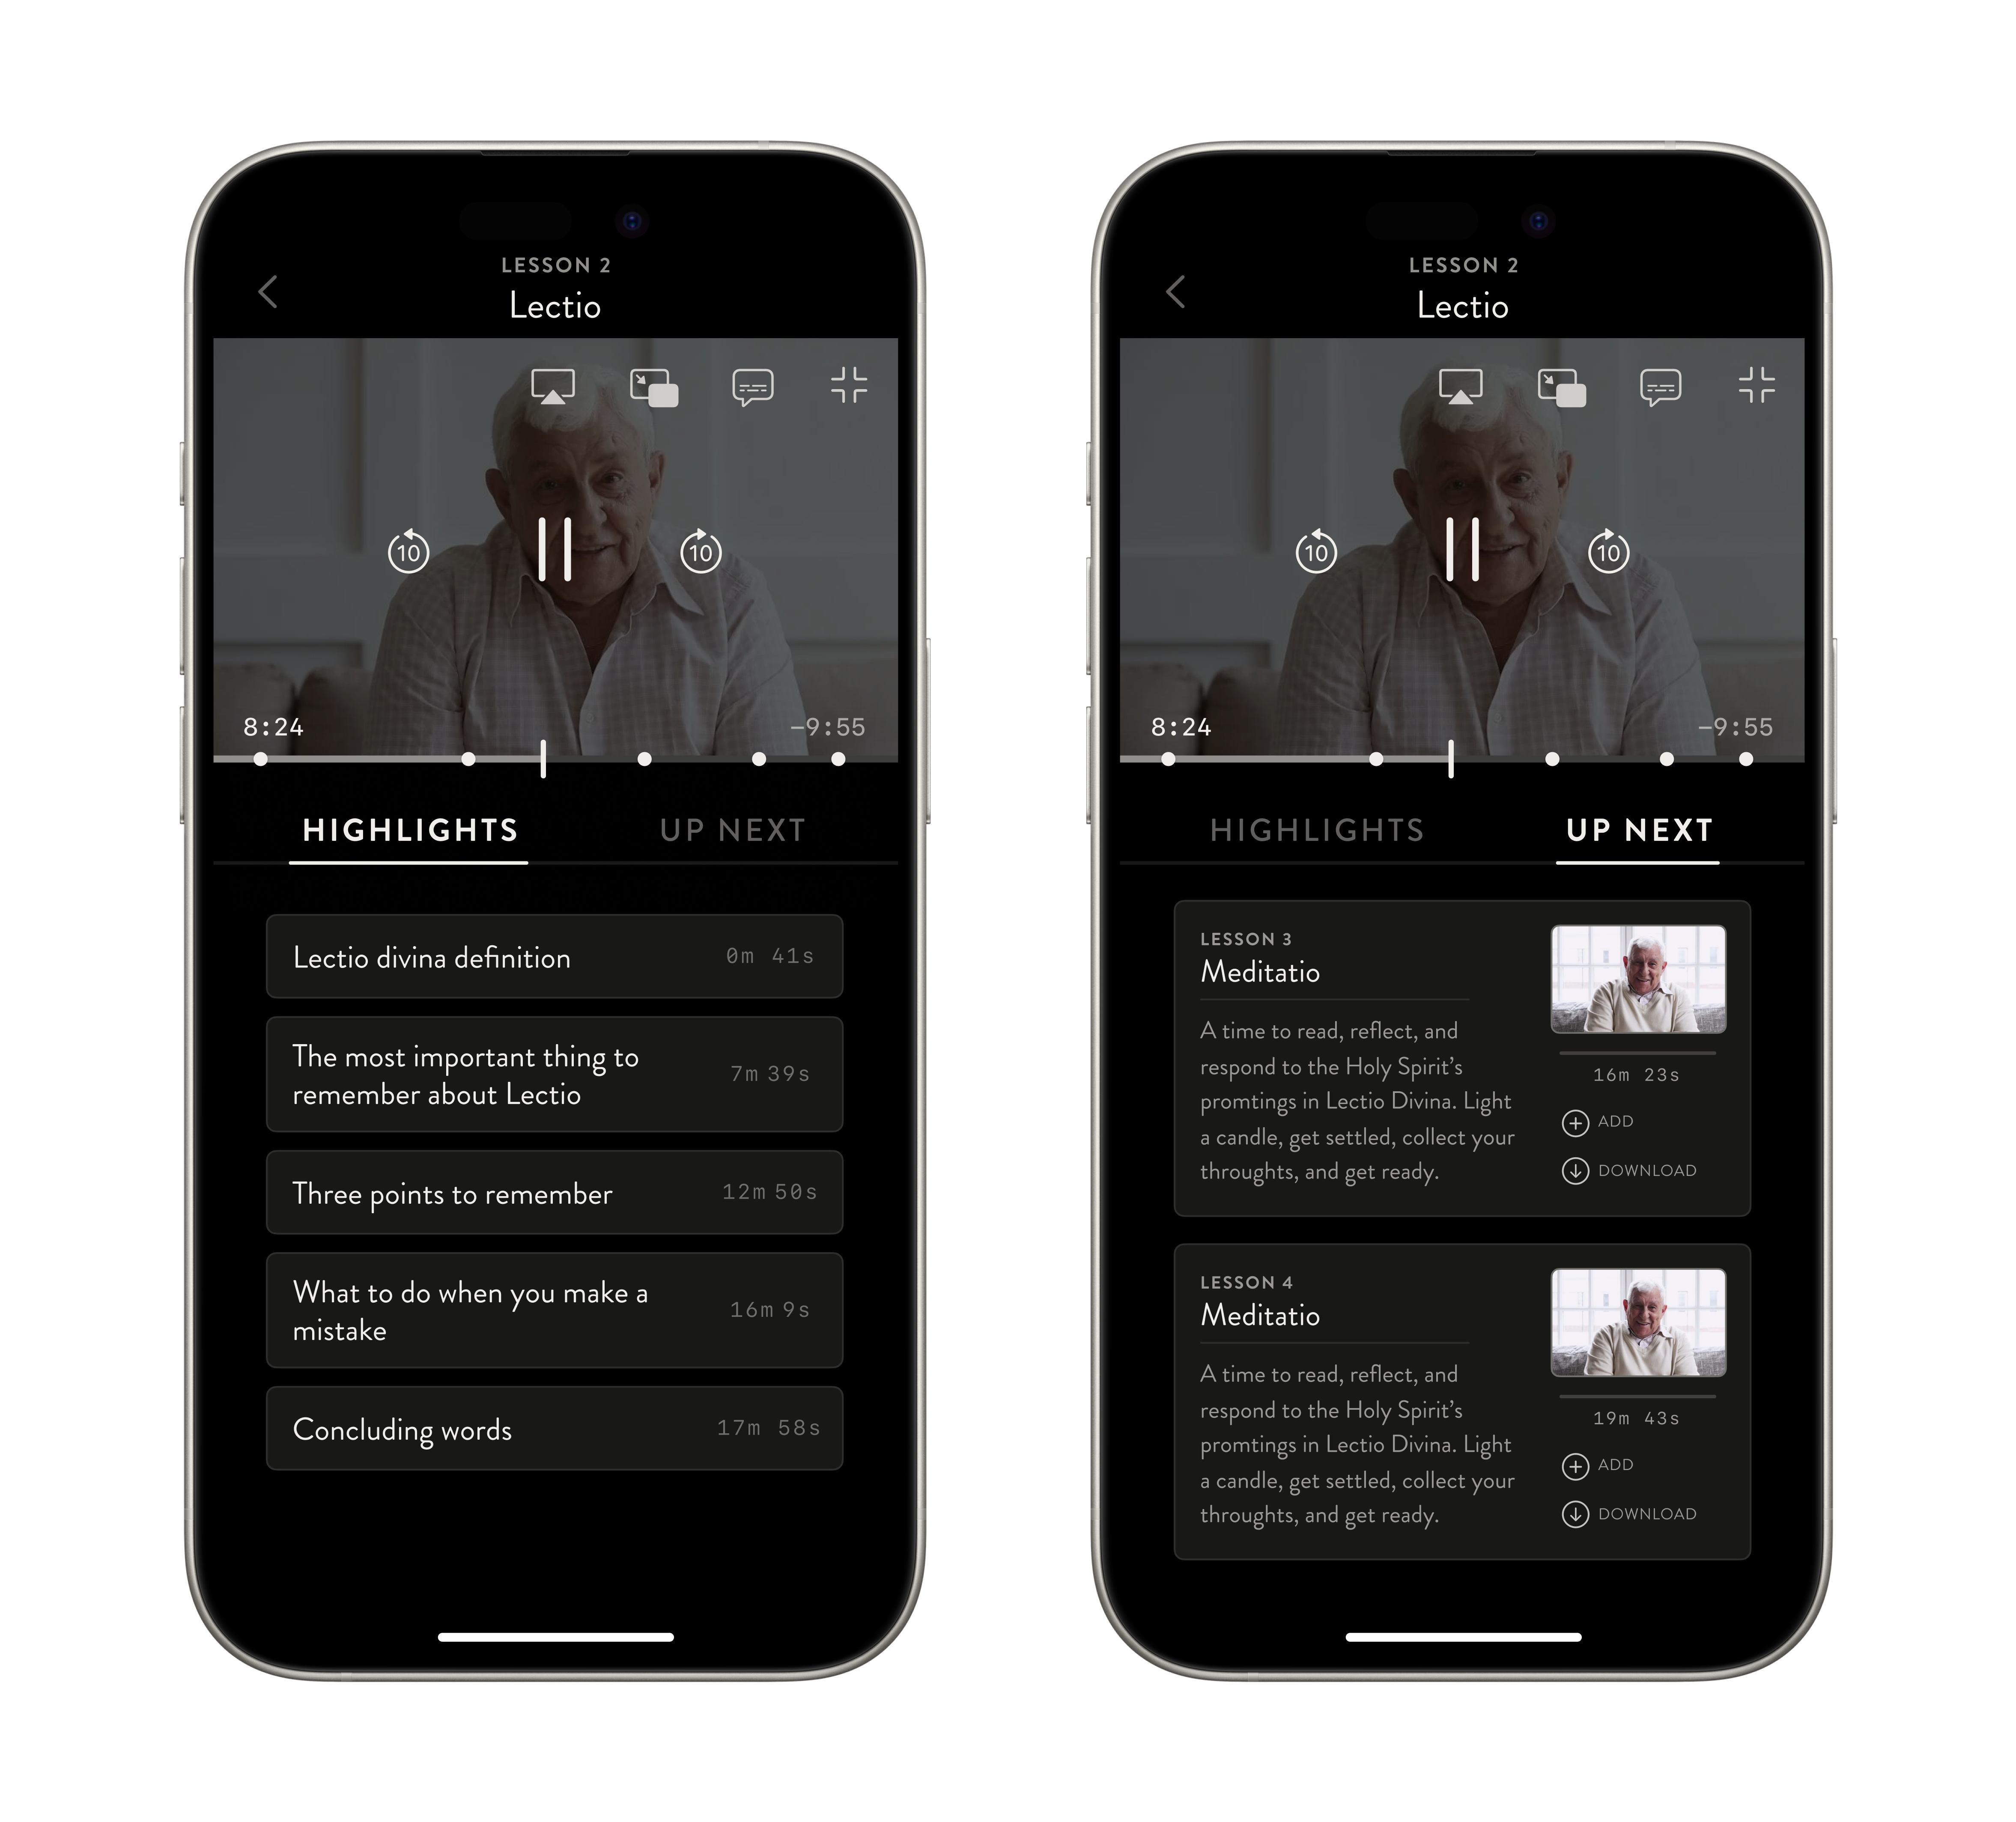 LESSON 2
Lectio
10
10
8:24
−9:55
HIGHLIGHTS
UP NEXT
Lectio divina definition
0m 41s
The most important thing to
remember about Lectio
7m 39s
Three points to remember
12m 50s
What to do when you make a
mistake
16m 9s
Concluding words
17m 58s
LESSON 2
Lectio
10
10
8:24
−9:55
HIGHLIGHTS
UP NEXT
LESSON 3
Meditatio
A time to read, reflect, and
respond to the Holy Spirit’s
promtings in Lectio Divina. Light
a candle, get settled, collect your
throughts, and get ready.
16m 23s
ADD
DOWNLOAD
LESSON 4
Meditatio
A time to read, reflect, and
respond to the Holy Spirit’s
promtings in Lectio Divina. Light
a candle, get settled, collect your
throughts, and get ready.
19m 43s
ADD
DOWNLOAD